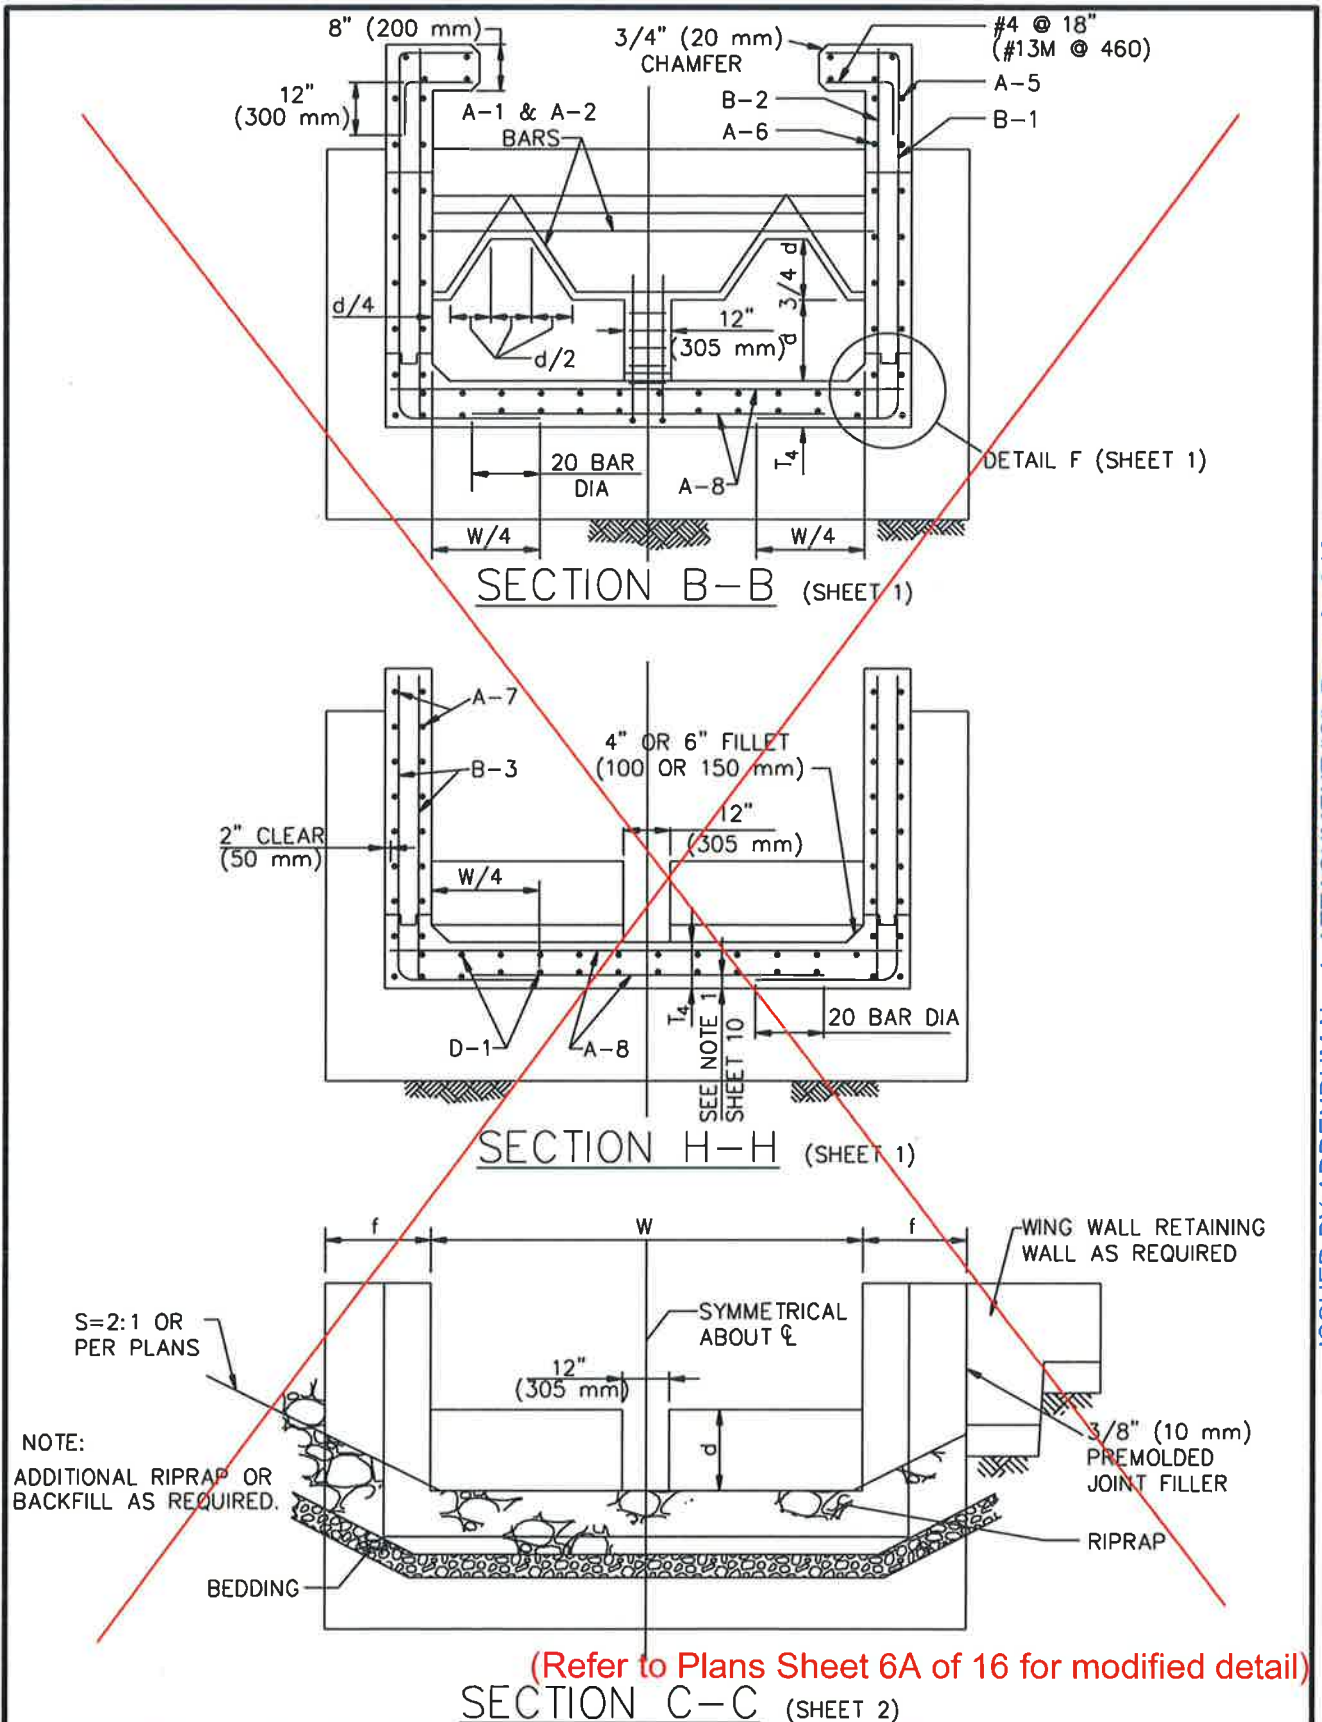 8" (200 mm)
3/4" (20 mm)
CHAMFER
#4 @ 18"
(#13M @ 460)
12"
(300 mm)
A-1 & A-2
BARS
B-2
A-6
A-5
B-1
d/4
d/2
12"
(305 mm)
3/4 d
d
20 BAR
DIA
A-8
T4
DETAIL F (SHEET 1)
W/4
W/4
SECTION B-B (SHEET 1)
A-7
B-3
4" OR 6" FILLET
(100 OR 150 mm)
12"
(305 mm)
2" CLEAR
(50 mm)
W/4
D-1
A-8
T4
SEE NOTE 1
SHEET 10
20 BAR DIA
SECTION H-H (SHEET 1)
f
W
f
WING WALL RETAINING
WALL AS REQUIRED
S=2:1 OR
PER PLANS
SYMMETRICAL
ABOUT ℄
12"
(305 mm)
d
NOTE:
ADDITIONAL RIPRAP OR
BACKFILL AS REQUIRED.
3/8" (10 mm)
PREMOLDED
JOINT FILLER
RIPRAP
BEDDING
(Refer to Plans Sheet 6A of 16 for modified detail)
SECTION C-C (SHEET 2)